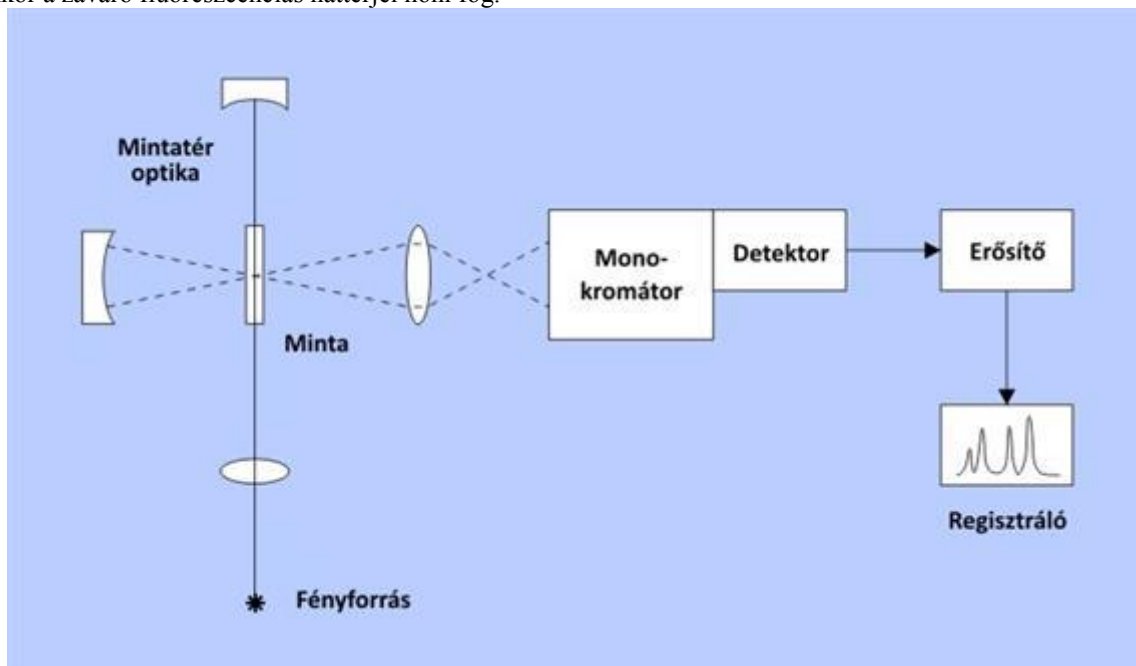 Mintatér
optika
Minta
Fényforrás
Mono-
kromátor
Detektor
Erősítő
Regisztráló